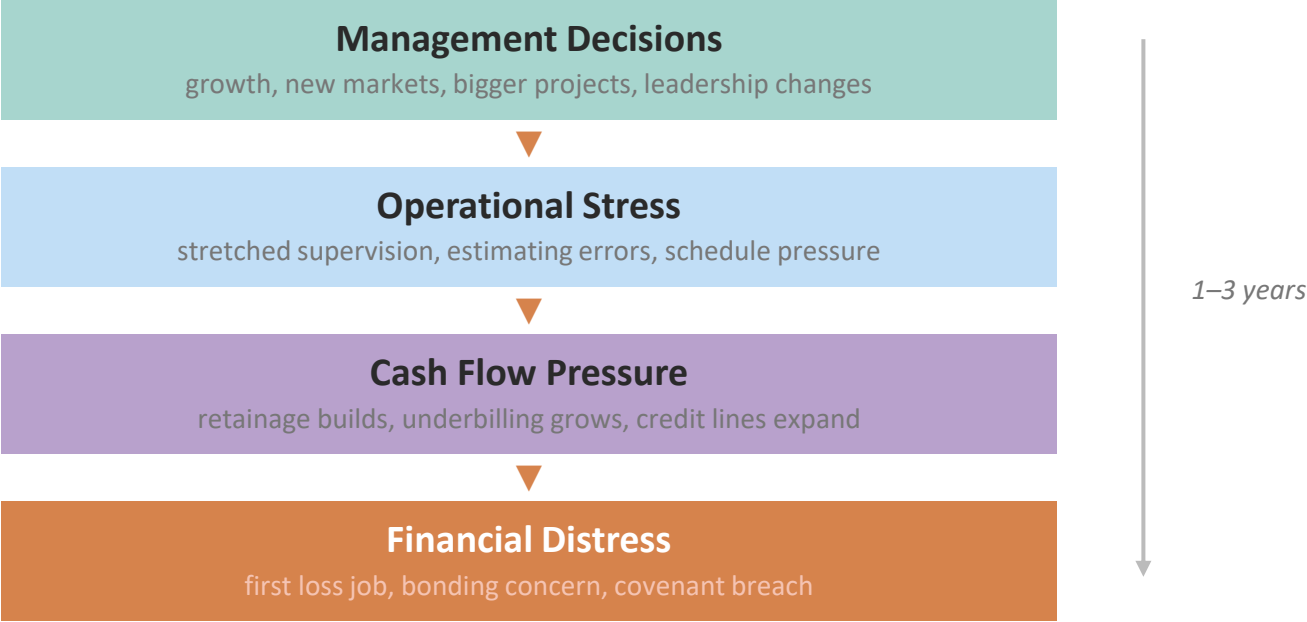 Management Decisions
growth, new markets, bigger projects, leadership changes
Operational Stress
stretched supervision, estimating errors, schedule pressure
1–3 years
Cash Flow Pressure
retainage builds, underbilling grows, credit lines expand
Financial Distress
first loss job, bonding concern, covenant breach